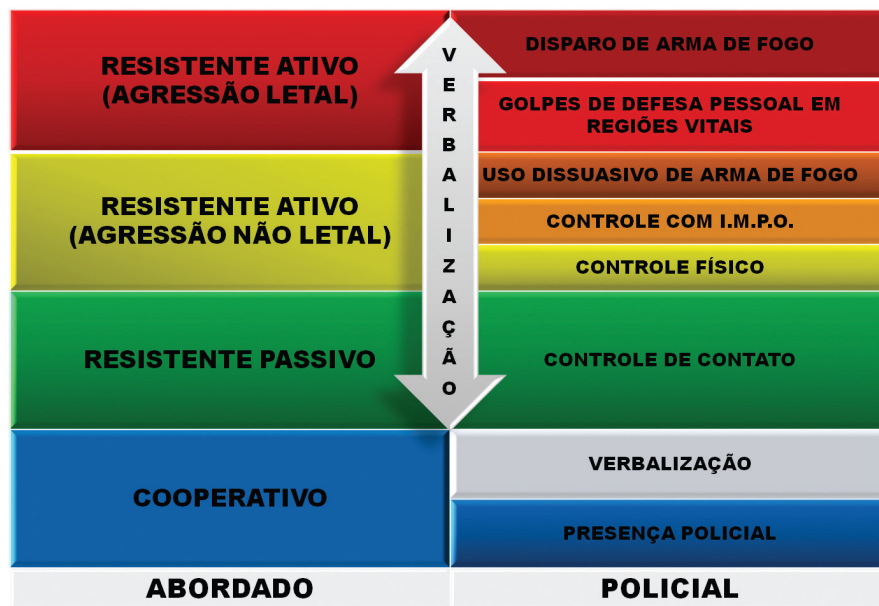 RESISTENTE ATIVO
(AGRESSÃO LETAL)
RESISTENTE ATIVO
(AGRESSÃO NÃO LETAL)
RESISTENTE PASSIVO
COOPERATIVO
ABORDADO
VERBALIZAÇÃO
DISPARO DE ARMA DE FOGO
GOLPES DE DEFESA PESSOAL EM
REGIÕES VITAIS
USO DISSUASIVO DE ARMA DE FOGO
CONTROLE COM I.M.P.O.
CONTROLE FÍSICO
CONTROLE DE CONTATO
VERBALIZAÇÃO
PRESENÇA POLICIAL
POLICIAL